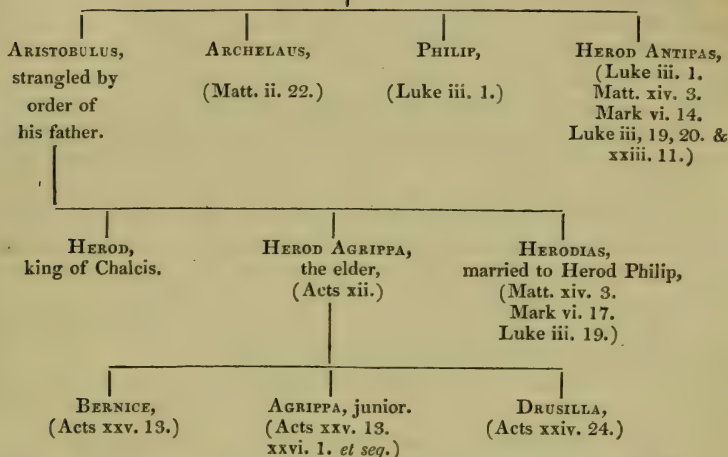 ARISTOBULUS,
strangled by
order of
his father.
ARCHELAUS,
(Matt. ii. 22.)
PHILIP,
(Luke iii. 1.)
HEROD ANTIPAS,
(Luke iii. 1.
Matt. xiv. 3.
Mark vi. 14.
Luke iii, 19, 20. &
xxiii. 11.)
HEROD,
king of Chalcis.
HEROD AGRIPPA,
the elder,
(Acts xii.)
HERODIAS,
married to Herod Philip,
(Matt. xiv. 3.
Mark vi. 17.
Luke iii. 19.)
BERNICE,
(Acts xxv. 13.)
AGRIPPA, junior.
(Acts xxv. 13.
xxvi. 1. et seq.)
DRUSILLA,
(Acts xxiv. 24.)